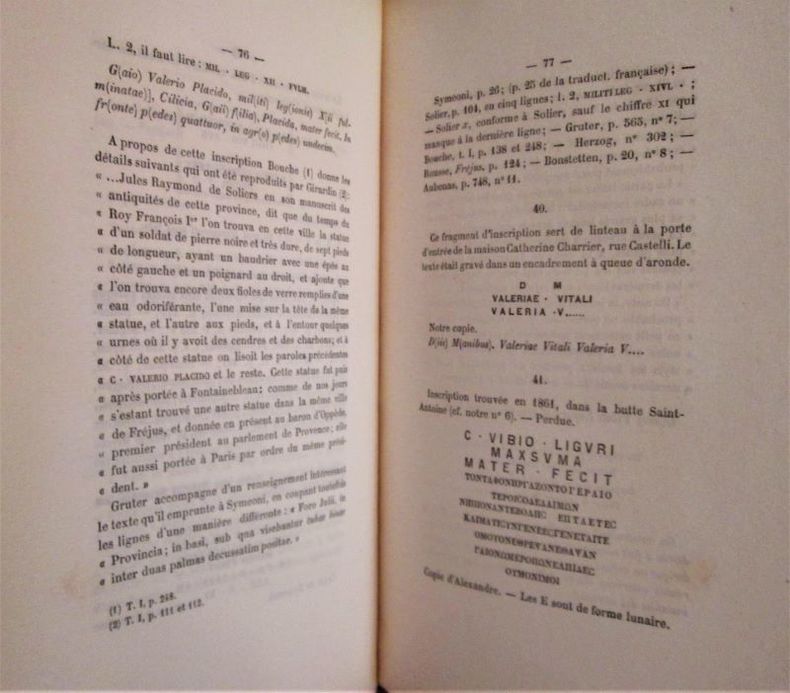 — 76 —
L. 2, il faut lire : MIL · LEG · XII · FVLM.
G(aio) Valerio Placido, mil(iti) leg(ionis) X[ii ful-
m(inatae)], Cilicia, G(aii) f(ilia), Placida, mater fecit. In
fr(onte) p(edes) quattuor, in agr(o) p(edes) undecim.
A propos de cette inscription Bouche (1) donne les
détails suivants qui ont été reproduits par Girardin (2):
« ...Jules Raymond de Soliers en son manuscrit des
« antiquités de cette province, dit que du temps du
« Roy François Ier l'on trouva en cette ville la statue
« d'un soldat de pierre noire et très dure, de sept pieds
« de longueur, ayant un baudrier avec une épée au
« côté gauche et un poignard au droit, et ajoute que
« l'on trouva encore deux fioles de verre remplies d'une
« eau odoriférante, l'une mise sur la tête de la même
« statue, et l'autre aux pieds, et à l'entour quelques
« urnes où il y avoit des cendres et des charbons; et à
« côté de cette statue on lisoit les paroles précédentes
« C · VALERIO PLACIDO et le reste. Cette statue fut puis
« après portée à Fontainebleau; comme de nos jours
« s'estant trouvé une autre statue dans la même ville
« de Fréjus, et donnée en présent au baron d'Oppède,
« premier président au parlement de Provence; elle
« fut aussi portée à Paris par ordre du même prési-
« dent. »
Gruter accompagne d'un renseignement intéressant
le texte qu'il emprunte à Symeoni, en coupant toutefois
les lignes d'une manière différente : « Foro Julii, in
« Provincia; in basi, sub qua visebantur tubae binae
« inter duas palmas decussatim positae. »
(1) T. I, p. 248.
(2) T. I, p. 111 et 112.
— 77 —
Symeoni, p. 26; (p. 25 de la traduct. française); —
Solier, p. 104, en cinq lignes; l. 2, MILITI LEG · XIVL · ;
— Solier x, conforme à Solier, sauf le chiffre XI qui
manque à la dernière ligne; — Gruter, p. 565, n° 7; —
Bouche, t. I, p. 138 et 248; — Herzog, n° 302; —
Rousse, Fréjus, p. 124; — Bonstetten, p. 20, n° 8; —
Aubenas, p. 748, n° 11.
40.
Ce fragment d'inscription sert de linteau à la porte
d'entrée de la maison Catherine Charrier, rue Castelli. Le
texte était gravé dans un encadrement à queue d'aronde.
D M
VALERIAE · VITALI
VALERIA · V......
Notre copie.
D(iis) M(anibus). Valeriae Vitali Valeria V....
41.
Inscription trouvée en 1861, dans la butte Saint-
Antoine (cf. notre n° 6). — Perdue.
C · VIBIO · LIGVRI
MAXSVMA
MATER · FECIT
Copie d'Alexandre. — Les E sont de forme lunaire.